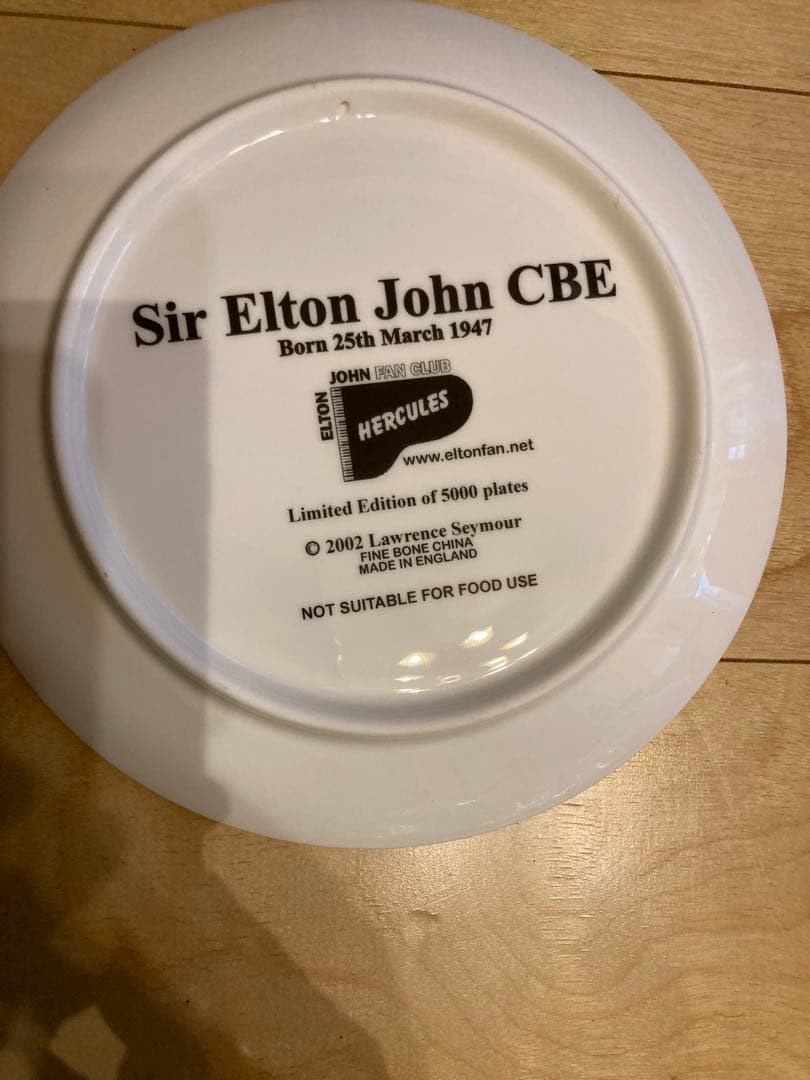 Sir Elton John CBE
Born 25th March 1947
ELTON
JOHN FAN CLUB
HERCULES
www.eltonfan.net
Limited Edition of 5000 plates
© 2002 Lawrence Seymour
FINE BONE CHINA
MADE IN ENGLAND
NOT SUITABLE FOR FOOD USE